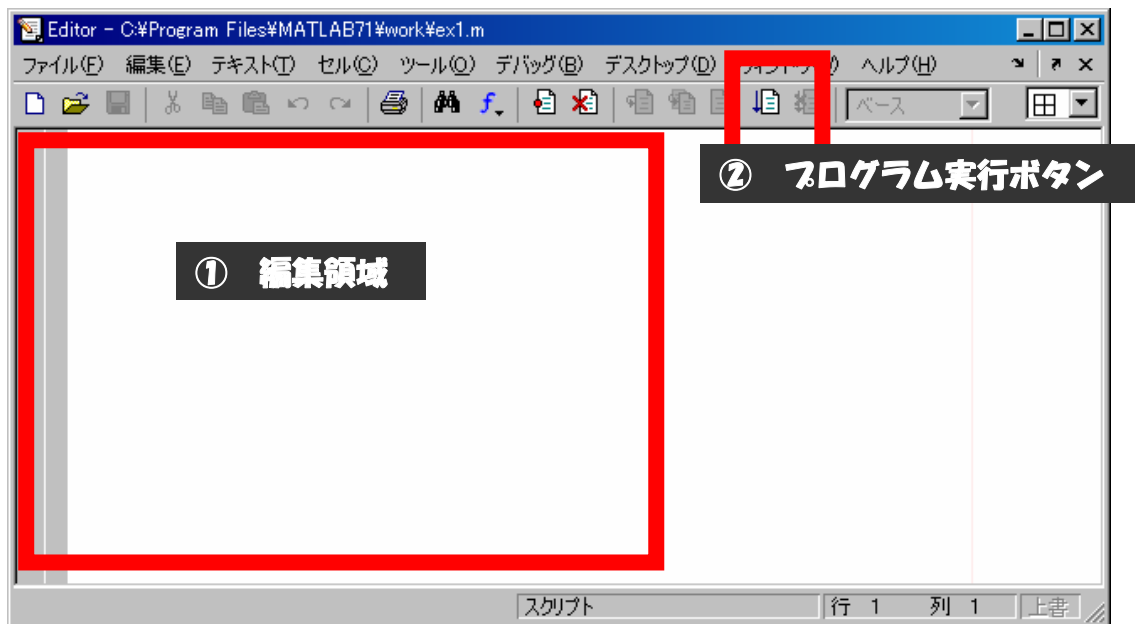 Editor - C:¥Program Files¥MATLAB71¥work¥ex1.m
ファイル(F) 編集(E) テキスト(T) セル(C) ツール(O) デバッグ(B) デスクトップ(D) ヘルプ(H)
ベース
② プログラム実行ボタン
① 編集領域
スクリプト 行 1 列 1 上書